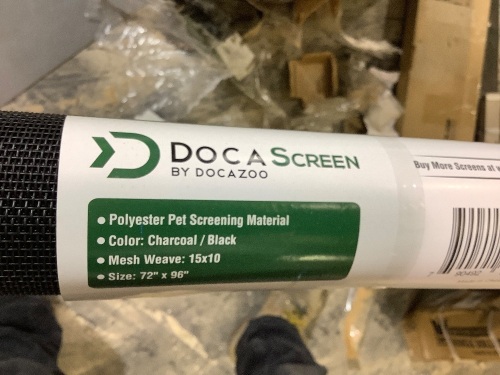 DOCASCREEN
BY DOCAZOO
• Polyester Pet Screening Material
• Color: Charcoal / Black
• Mesh Weave: 15x10
• Size: 72" x 96"
Buy More Screens at